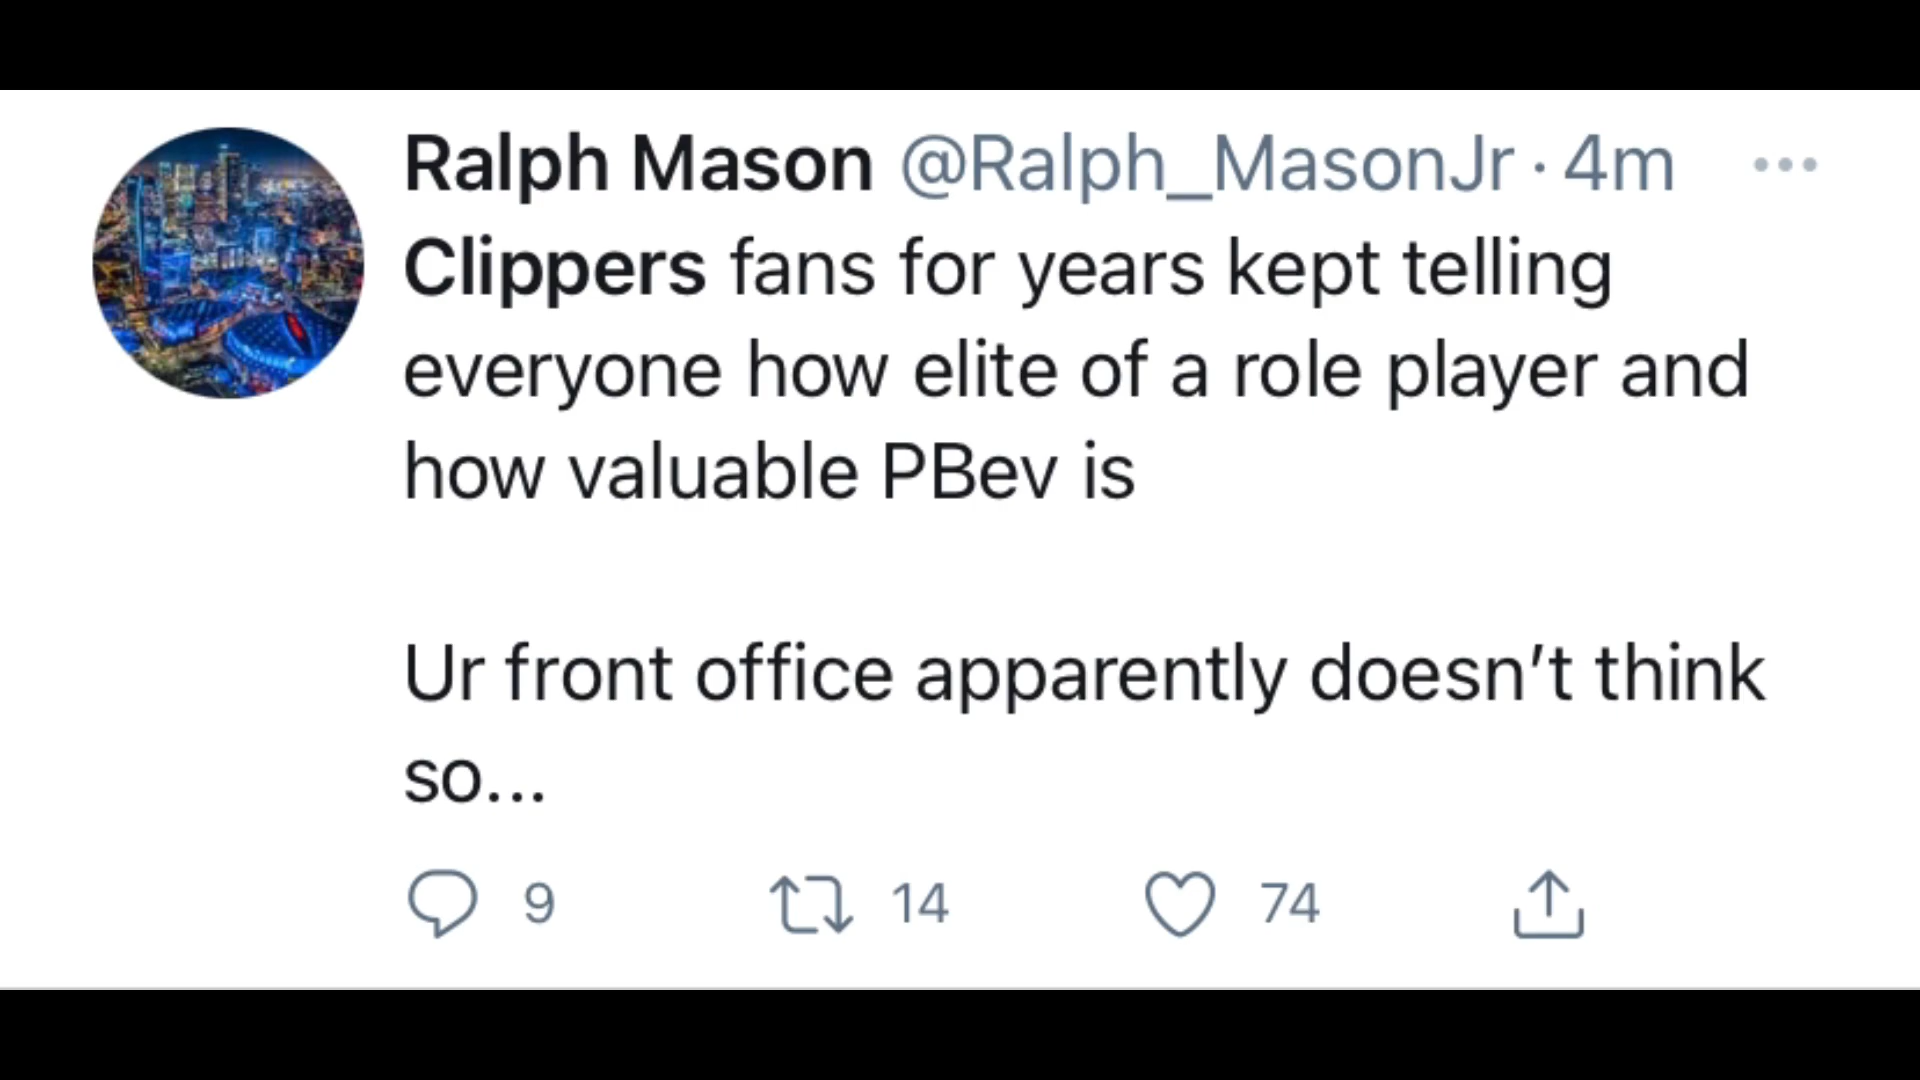 Ralph Mason @Ralph_MasonJr · 4m
Clippers fans for years kept telling
everyone how elite of a role player and
how valuable PBev is
Ur front office apparently doesn’t think
so...
9 14 74